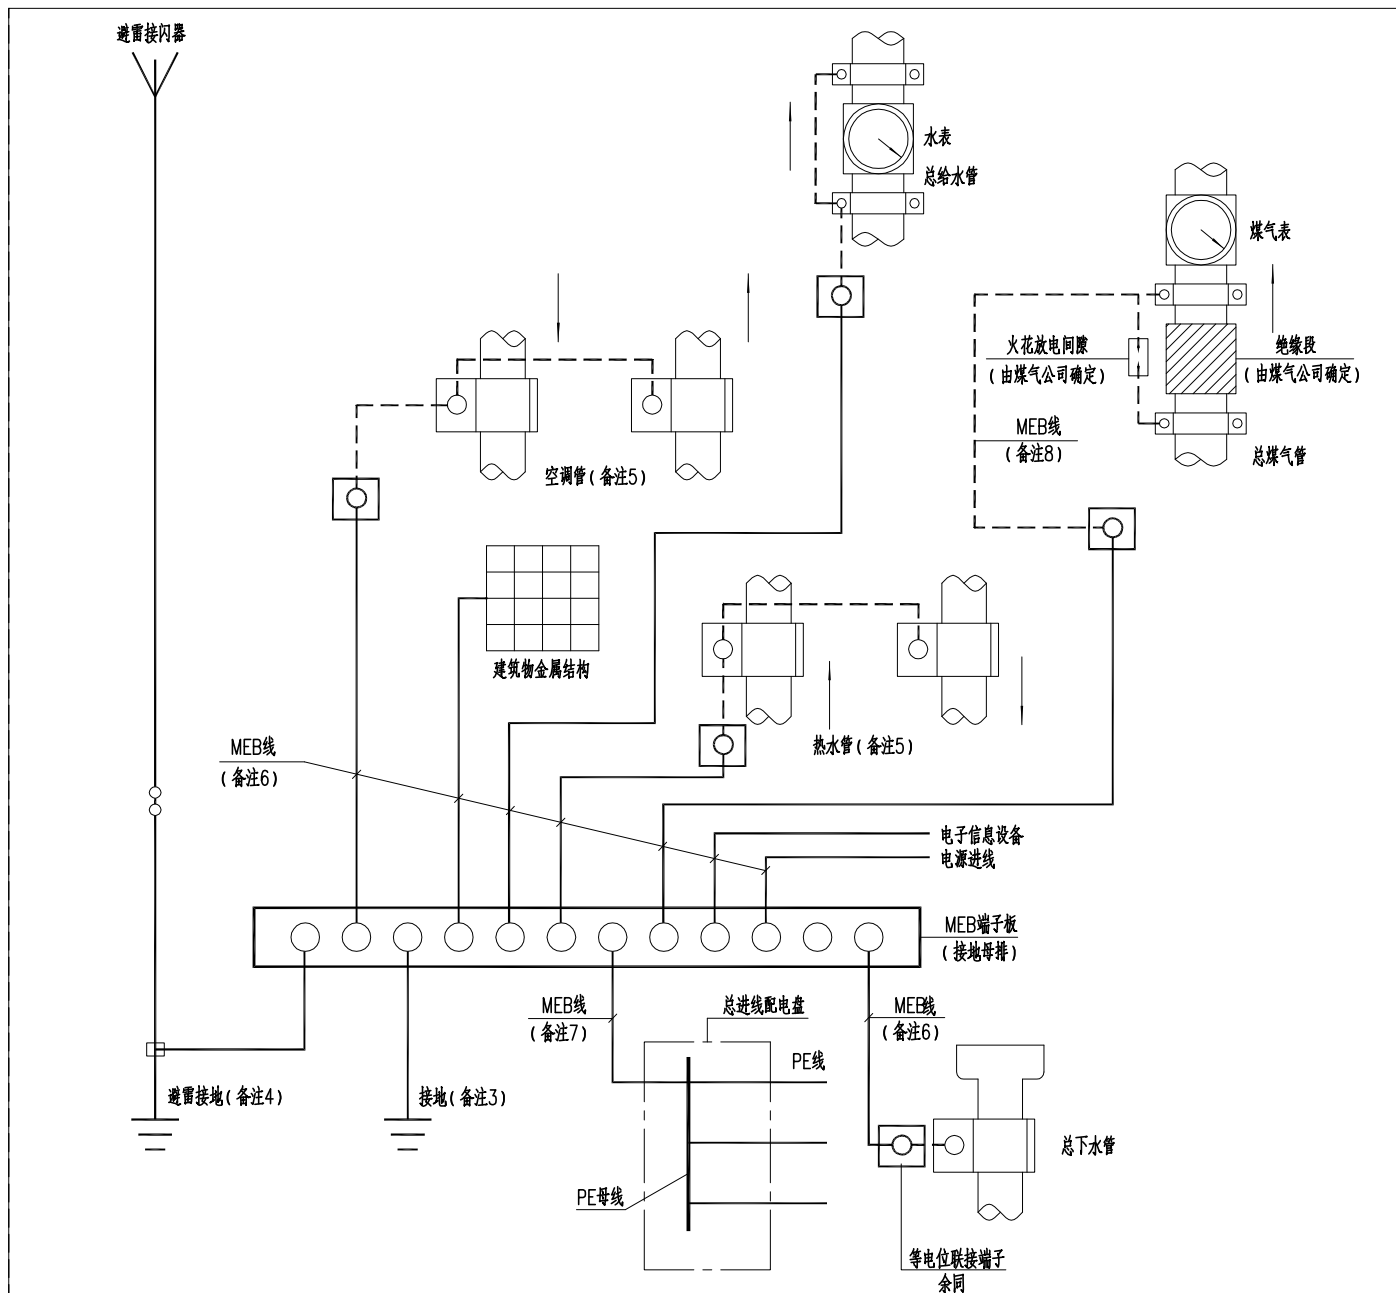 避雷接闪器
水表
总给水管
煤气表
火花放电间隙
(由煤气公司确定)
绝缘段
(由煤气公司确定)
MEB线
(备注8)
总煤气管
空调管(备注5)
建筑物金属结构
热水管(备注5)
MEB线
(备注6)
电子信息设备
电源进线
MEB端子板
(接地母排)
MEB线
(备注7)
总进线配电盘
MEB线
(备注6)
PE线
避雷接地(备注4)
接地(备注3)
总下水管
PE母线
等电位联接端子
余同